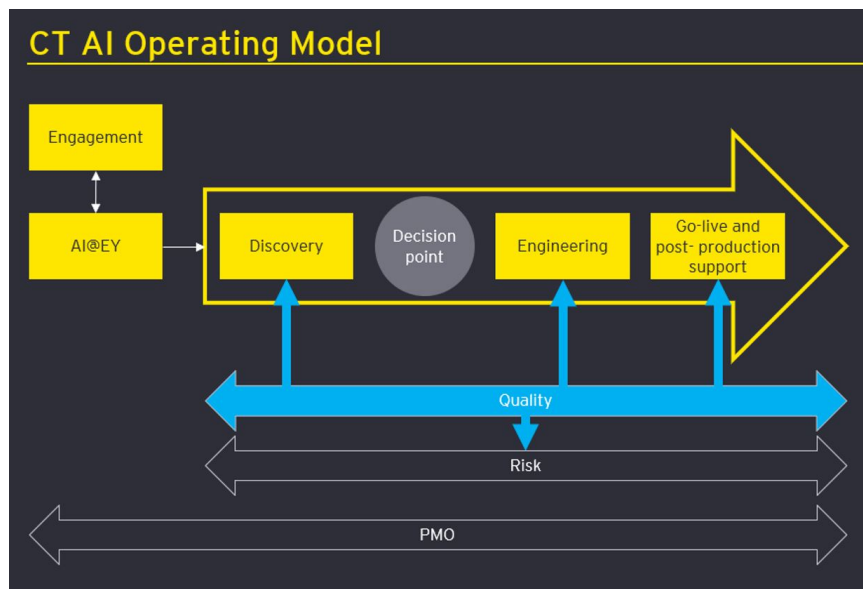 CT AI Operating Model
Engagement
AI@EY
Discovery
Decision
point
Engineering
Go-live and
post- production
support
Quality
Risk
PMO